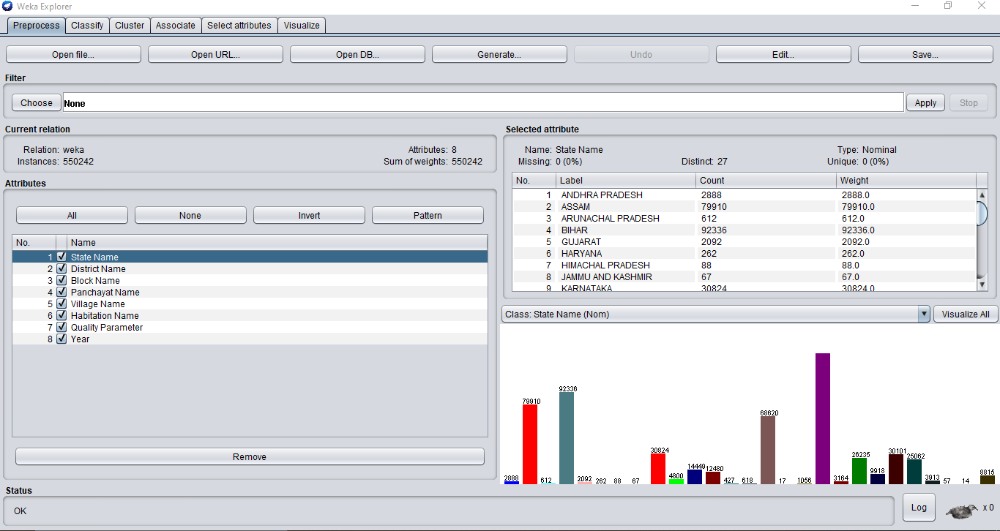 Weka Explorer
Preprocess Classify Cluster Associate Select attributes Visualize
Open file... Open URL... Open DB... Generate... Undo Edit... Save...
Filter
Choose None Apply Stop
Current relation
Relation: weka Attributes: 8
Instances: 550242 Sum of weights: 550242
Attributes
All None Invert Pattern
No. Name
1 State Name
2 District Name
3 Block Name
4 Panchayat Name
5 Village Name
6 Habitation Name
7 Quality Parameter
8 Year
Remove
Selected attribute
Name: State Name Type: Nominal
Missing: 0 (0%) Distinct: 27 Unique: 0 (0%)
No. Label Count Weight
1 ANDHRA PRADESH 2888 2888.0
2 ASSAM 79910 79910.0
3 ARUNACHAL PRADESH 612 612.0
4 BIHAR 92336 92336.0
5 GUJARAT 2092 2092.0
6 HARYANA 262 262.0
7 HIMACHAL PRADESH 88 88.0
8 JAMMU AND KASHMIR 67 67.0
9 KARNATAKA 30824 30824.0
Class: State Name (Nom) Visualize All
2888 79910 612 92336 2092 262 88 67 30824 4800 14449 12480 427 618 68620 17 1056 3164 26235 9918 30101 25062 3913 57 14 8815
Status
OK
Log x 0